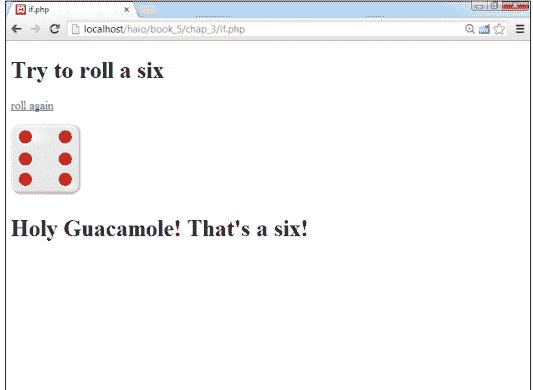 if.php
localhost/haio/book_5/chap_3/if.php
Try to roll a six
roll again
Holy Guacamole! That's a six!